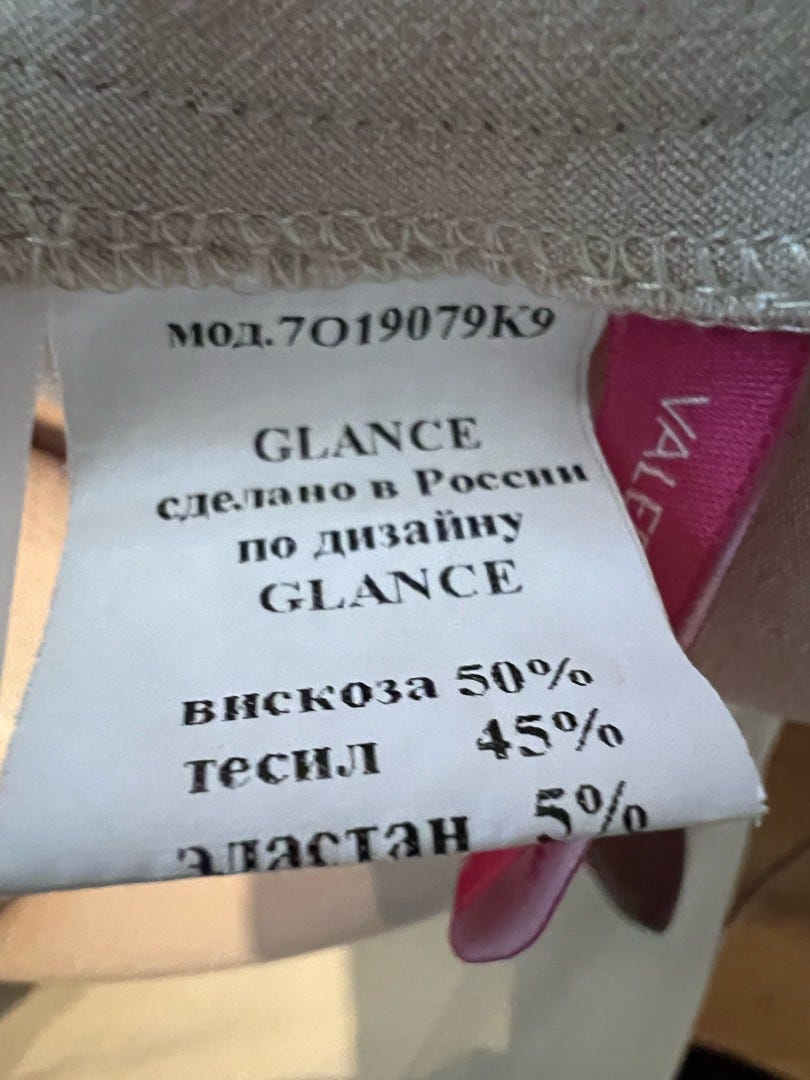 мод.7О19079К9
GLANCE
сделано в России
по дизайну
GLANCE
вискоза 50%
тесил 45%
эластан 5%